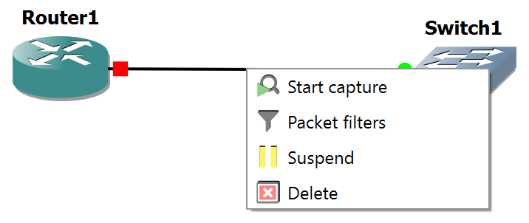 Router1
Switch1
Start capture
Packet filters
Suspend
Delete